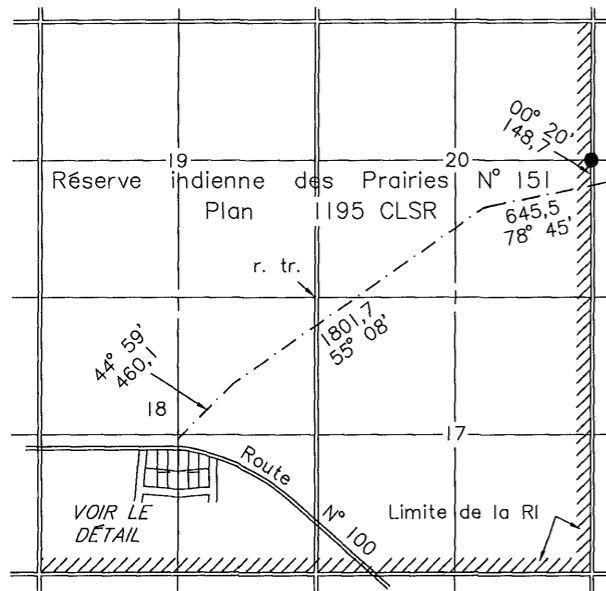 00° 20'
148,7
19
20
Réserve indienne des Prairies N° 151
Plan 1195 CLSR
645,5
78° 45'
r. tr.
1801,7
55° 08'
44° 59'
460,1
18
17
Route N° 100
VOIR LE
DÉTAIL
Limite de la RI